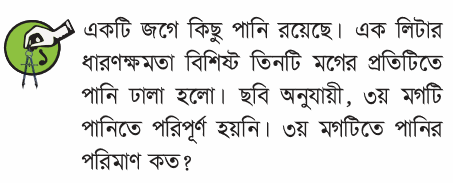 ১
একটি জগে কিছু পানি রয়েছে। এক লিটার
ধারণক্ষমতা বিশিষ্ট তিনটি মগের প্রতিটিতে
পানি ঢালা হলো। ছবি অনুযায়ী, ৩য় মগটি
পানিতে পরিপূর্ণ হয়নি। ৩য় মগটিতে পানির
পরিমাণ কত?